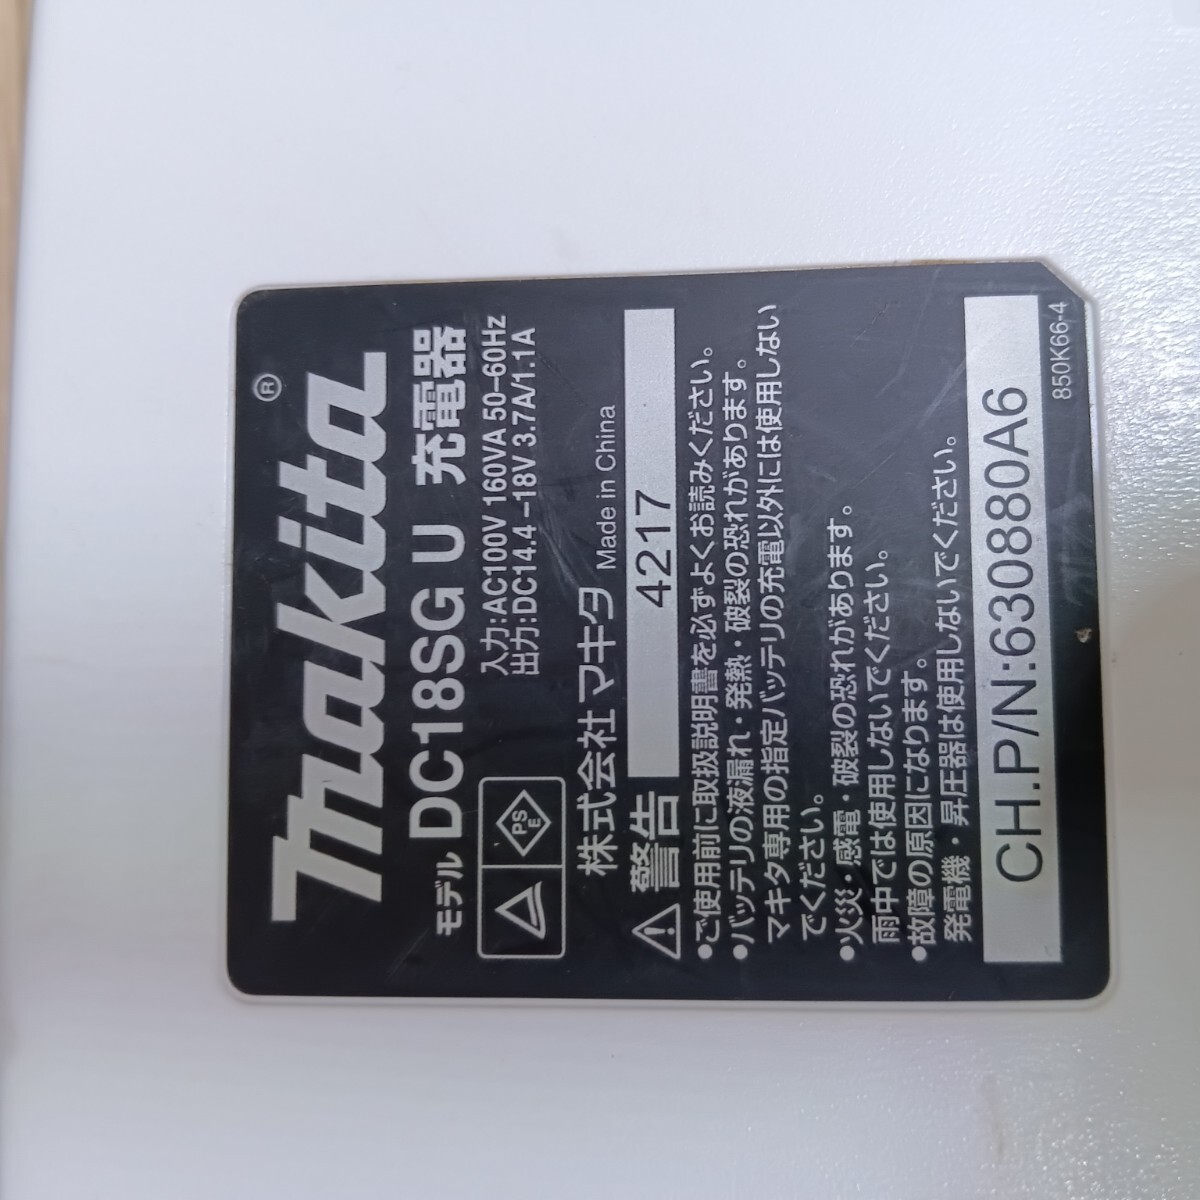 makita®
モデル DC18SG U 充電器
入力:AC100V 160VA 50-60Hz
出力:DC14.4-18V 3.7A/1.1A
PS
E
株式会社マキタ Made in China
4217
警告
●ご使用前に取扱説明書を必ずよくお読みください。
●バッテリの液漏れ・発熱・破裂の恐れがあります。
マキタ専用の指定バッテリの充電以外には使用しない
でください。
●火災・感電・破裂の恐れがあります。
雨中では使用しないでください。
●故障の原因になります。
発電機・昇圧器は使用しないでください。
CH.P/N:630880A6
850K66-4